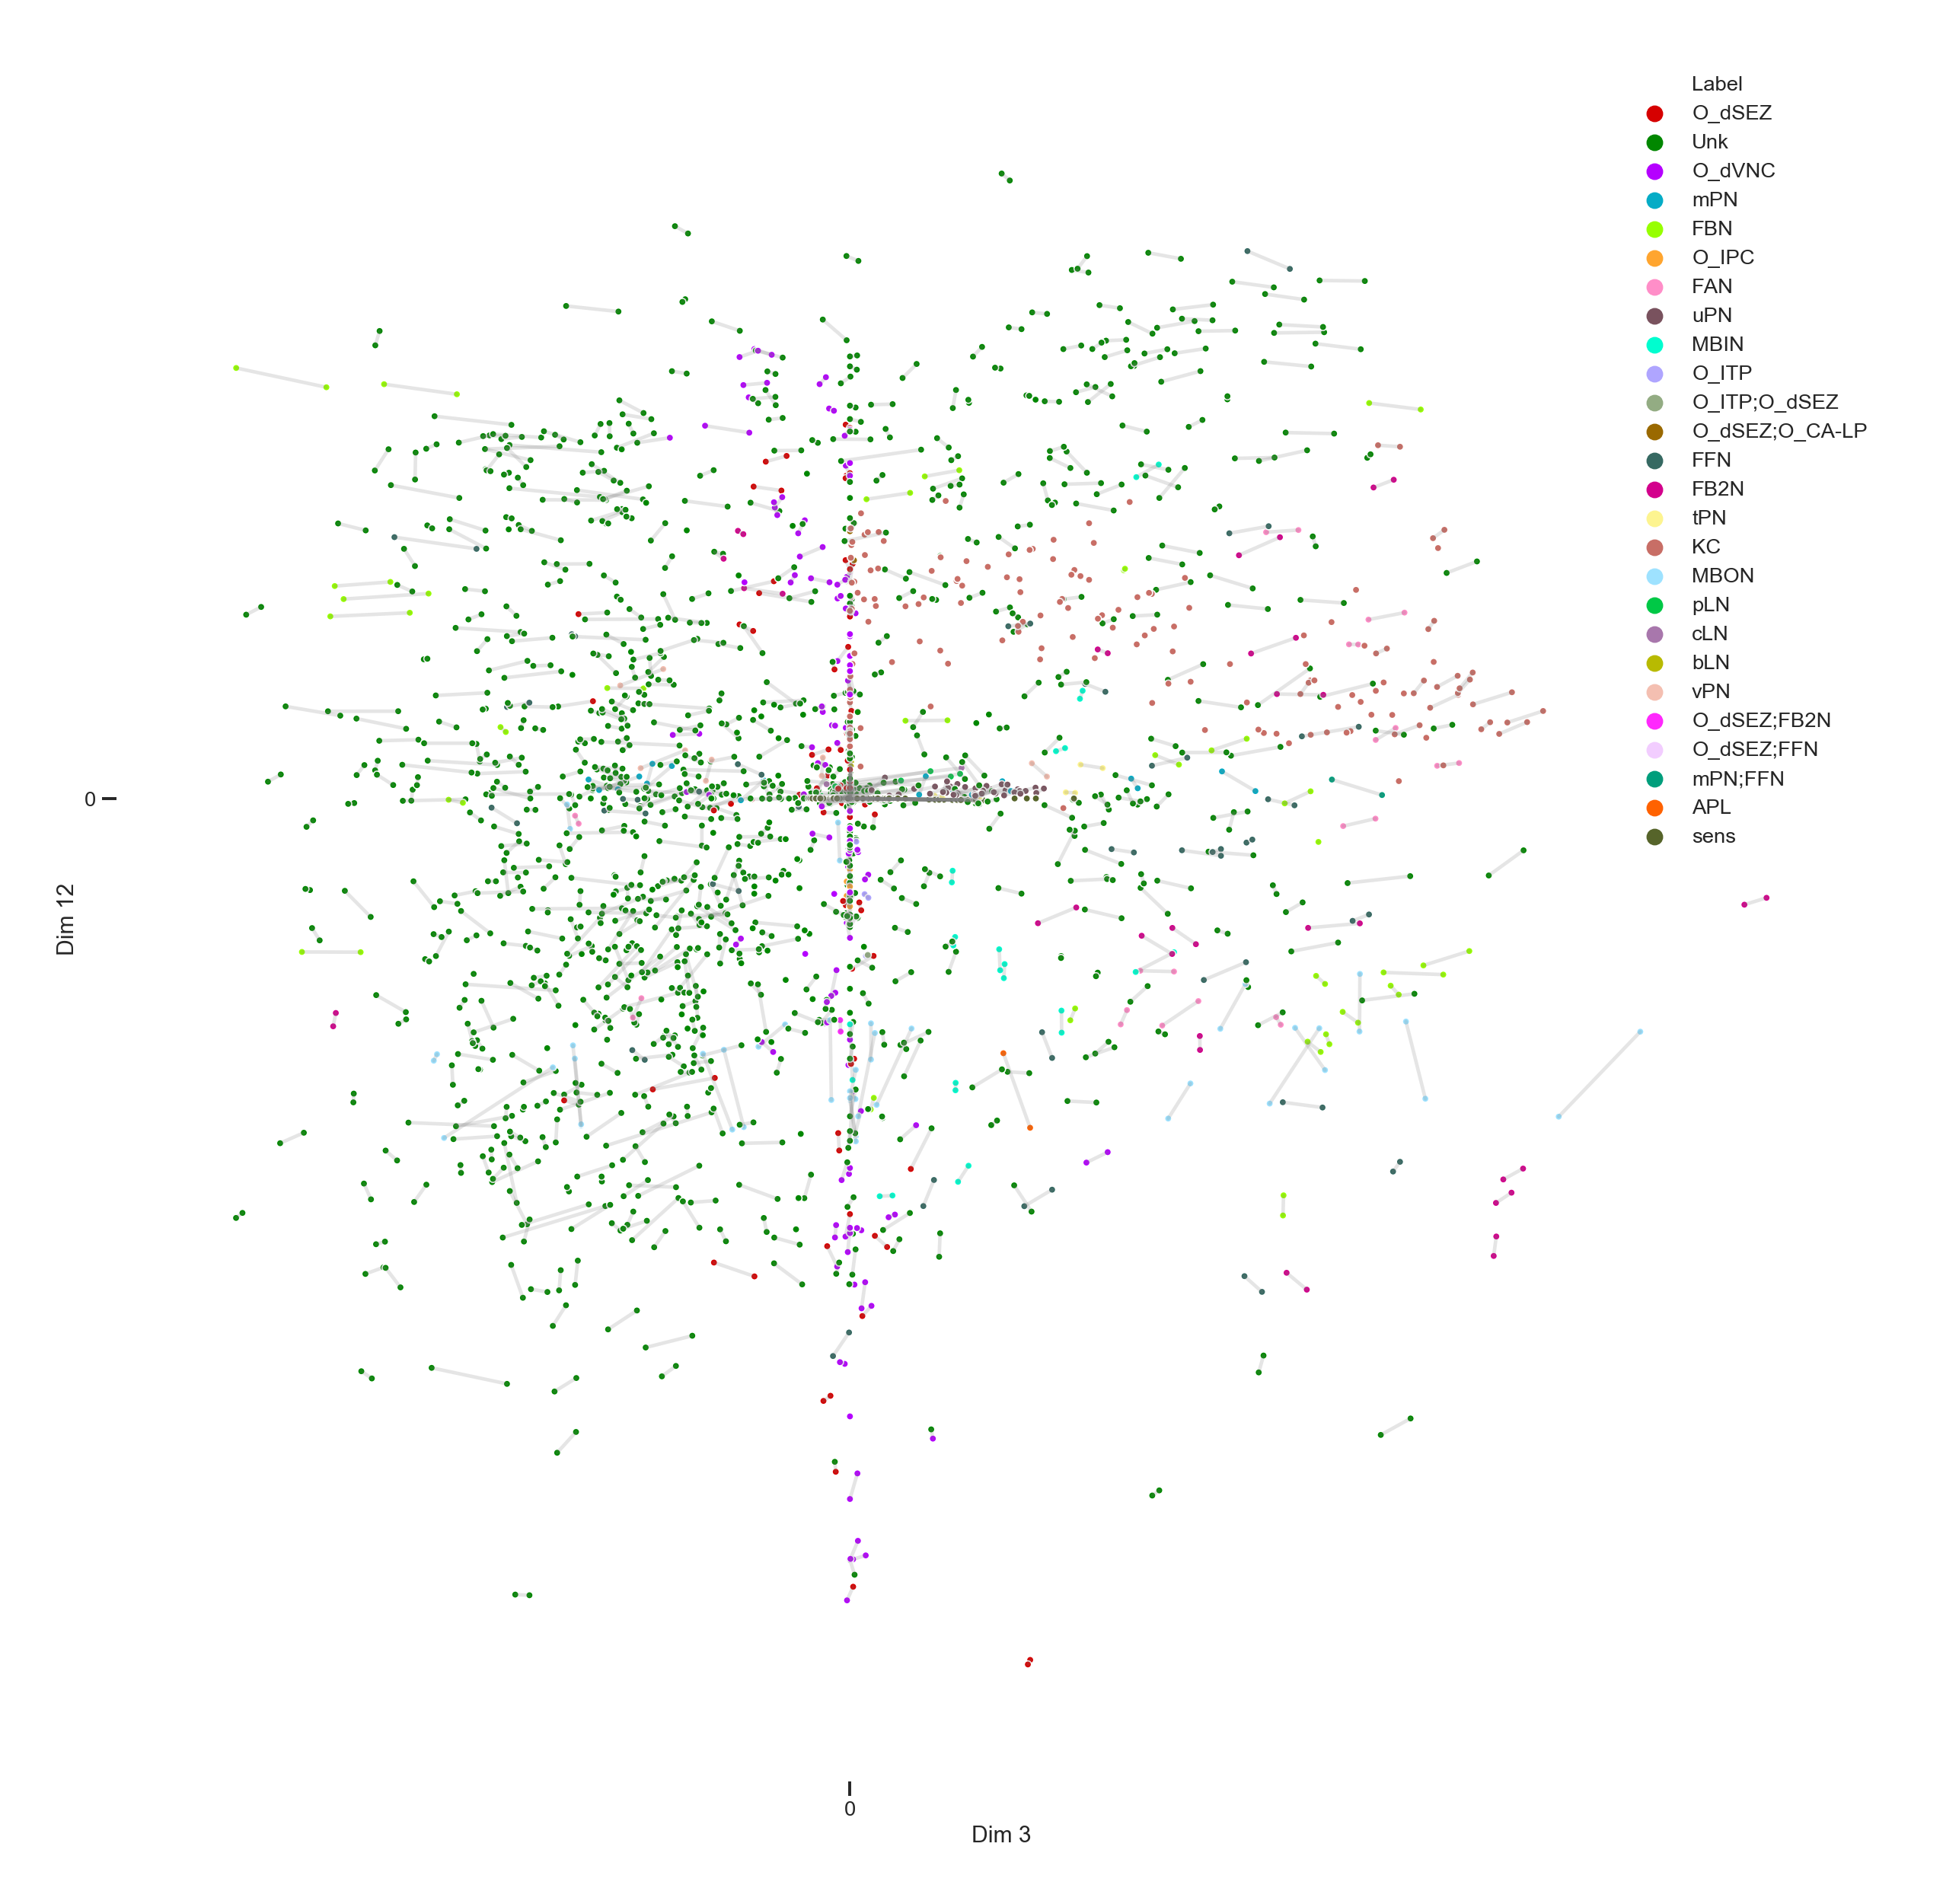 Label
O_dSEZ
Unk
O_dVNC
mPN
FBN
O_IPC
FAN
uPN
MBIN
O_ITP
O_ITP;O_dSEZ
O_dSEZ;O_CA-LP
FFN
FB2N
tPN
KC
MBON
pLN
cLN
bLN
vPN
O_dSEZ;FB2N
O_dSEZ;FFN
mPN;FFN
APL
sens
0
Dim 12
0
Dim 3